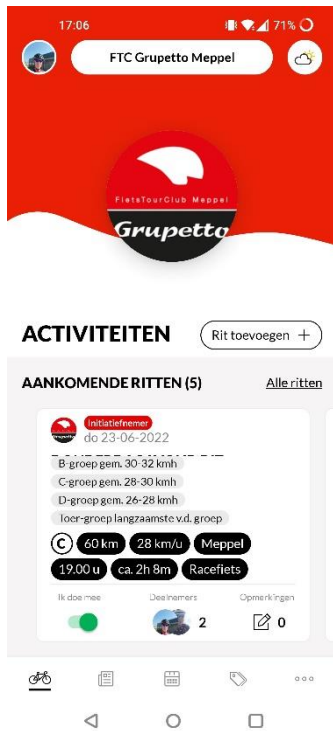 17:06
71%
FTC Grupetto Meppel
FietsTourClub Meppel
Grupetto
ACTIVITEITEN
Rit toevoegen +
AANKOMENDE RITTEN (5)
Alle ritten
Initiatiefnemer
do 23-06-2022
B-groep gem. 30-32 kmh
C-groep gem. 28-30 kmh
D-groep gem. 26-28 kmh
Toer-groep langzaamste v.d. groep
C 60 km 28 km/u Meppel
19.00 u ca. 2h 8m Racefiets
Ik doe mee Deelnemers Opmerkingen
2 0